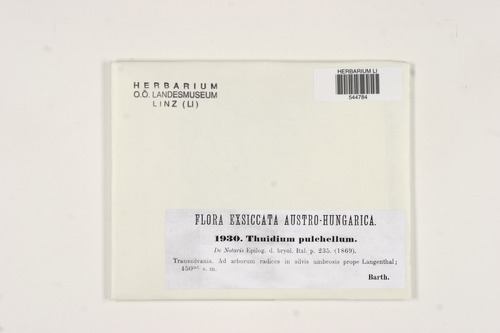 HERBARIUM
O.Ö. LANDESMUSEUM
LINZ (LI)
HERBARIUM LI
544784
FLORA EXSICCATA AUSTRO-HUNGARICA.
1930. Thuidium pulchellum.
De Notaris Epilog. d. bryol. Ital. p. 235. (1869).
Transsilvania. Ad arborum radices in silvis umbrosis prope Langenthal;
450 s. m.
Barth.